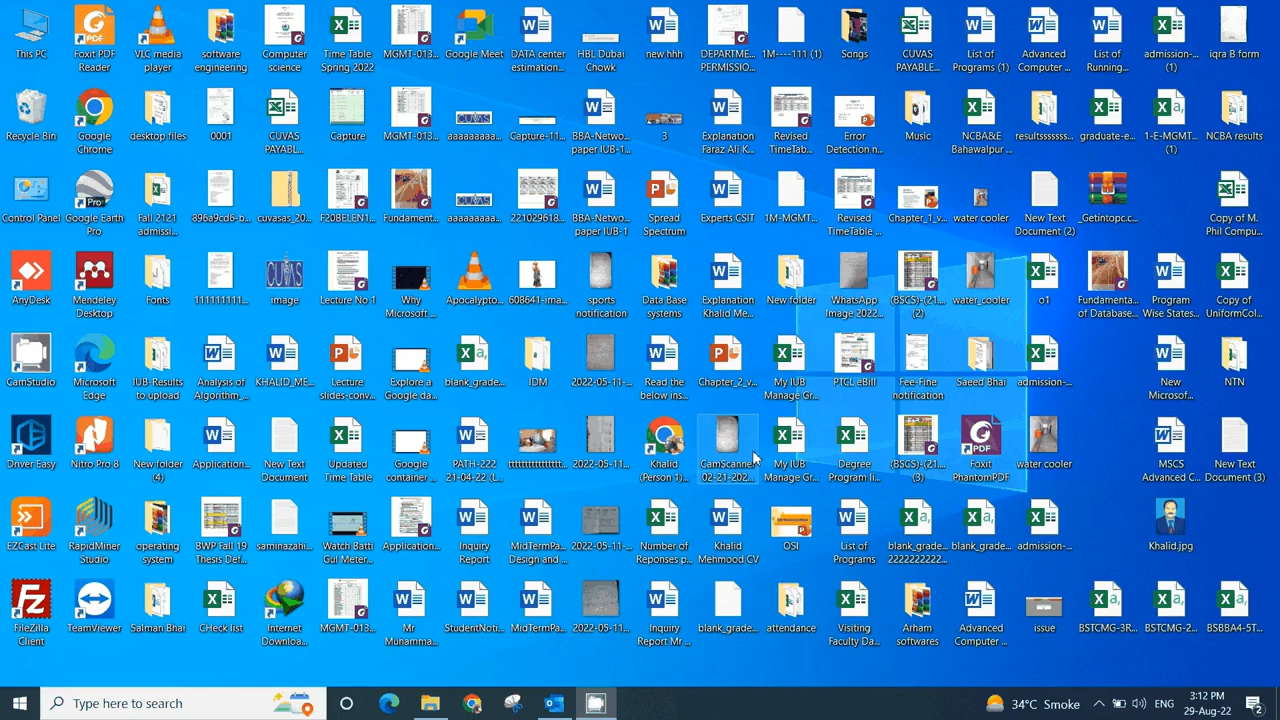 This PC
Foxit PDF
Reader
VLC media
player
software
engineering
Computer
science
Time Table
Spring 2022
MGMT-013...
Google Meet
DATA center
estimation...
HBL Dubai
Chowk
new hhh
DEPARTME...
PERMISSIO...
1M----111 (1)
Songs
CUVAS
PAYABLE...
List of
Programs (1)
Advanced
Computer ...
List of
Running...
admission-...
(1)
iqra B form
Recycle Bin
Google
Chrome
desktop files
0001
CUVAS
PAYABL...
Capture
MGMT-013...
aaaaaaaaa...
Capture-11...
BBA-Netwo...
paper IUB-1...
3
Explanation
Faraz Ali K...
Revised
TimeTab...
Error
Detection n...
Music
NCBA&E
Bahawalpur ...
resultsssssss...
graduate-e...
1-E-MGMT...
(1)
NCBA results
Control Panel
Google Earth
Pro
Fall 2121
admissi...
896a9cd6-b...
cuvasas_20...
F20BELEN1...
Fundament...
aaaaaaaaa...
221029618...
BBA-Netwo...
paper IUB-1
Spread
Spectrum
Experts CSIT
1M-MGMT...
Revised
TimeTable ...
Chapter_1_v...
water cooler
New Text
Document (2)
_Getintopc.c...
Copy of M.
Phil Compu...
AnyDesk
Mendeley
Desktop
Fonts
111111111...
image
Lecture No 1
Why
Microsoft ...
Apocalypto...
608641-ima...
sports
notification
Data Base
systems
Explanation
Khalid Me...
New folder
WhatsApp
Image 2022...
(BSCS)-(21....
(2)
water_cooler
o1
Fundamenta...
of Database...
Program
Wise States...
Copy of
UniformCol...
CamStudio
Microsoft
Edge
IUB-Results
to upload
Analysis of
Algorithm_...
KHALID_ME...
Lecture
slides-conv...
Explore a
Google da...
blank_grade...
IDM
2022-05-11-...
Read the
below ins...
Chapter_2_v...
My IUB
Manage Gr...
PTCL eBill
Fee-Fine
notification
Saeed Bhai
admission-...
New
Microsof...
NTN
Driver Easy
Nitro Pro 8
New folder
(4)
Application...
New Text
Document
Updated
Time Table
Google
container ...
PATH-222
21-04-22 (L...
ttttttttttttttttt...
2022-05-11...
Khalid
(Person 1)...
CamScanner
02-21-202...
My IUB
Manage Gr...
Degree
Program li...
(BSCS)-(21....
(3)
Foxit
PhantomPDF
water cooler
MSCS
Advanced C...
New Text
Document (3)
EZCast Lite
RapidMiner
Studio
operating
system
BWP Fall 19
Thesis Def...
saminazahi...
Watch Batti
Gul Meter...
Application...
Inquiry
Report
MidTermPa...
Design and ...
2022-05-11-...
Number of
Reponses p...
Khalid
Mehmood CV
OSI
List of
Programs
blank_grade...
2222222222...
blank_grade...
admission-...
Khalid.jpg
FileZilla
Client
TeamViewer
Salman Bhai
CHeck list
Internet
Downloa...
MGMT-013...
Mr
Muhamma...
StudentNoti...
MidTermPa...
2022-05-11...
Inquiry
Report Mr ...
blank_grade...
attendance
Visiting
Faculty Da...
Arham
softwares
Advanced
Computer ...
issue
BSTCMG-3R...
BSTCMG-2...
BSBBA4-5T...
Type here to search
34°C Smoke
ENG
3:12 PM
29-Aug-22
2